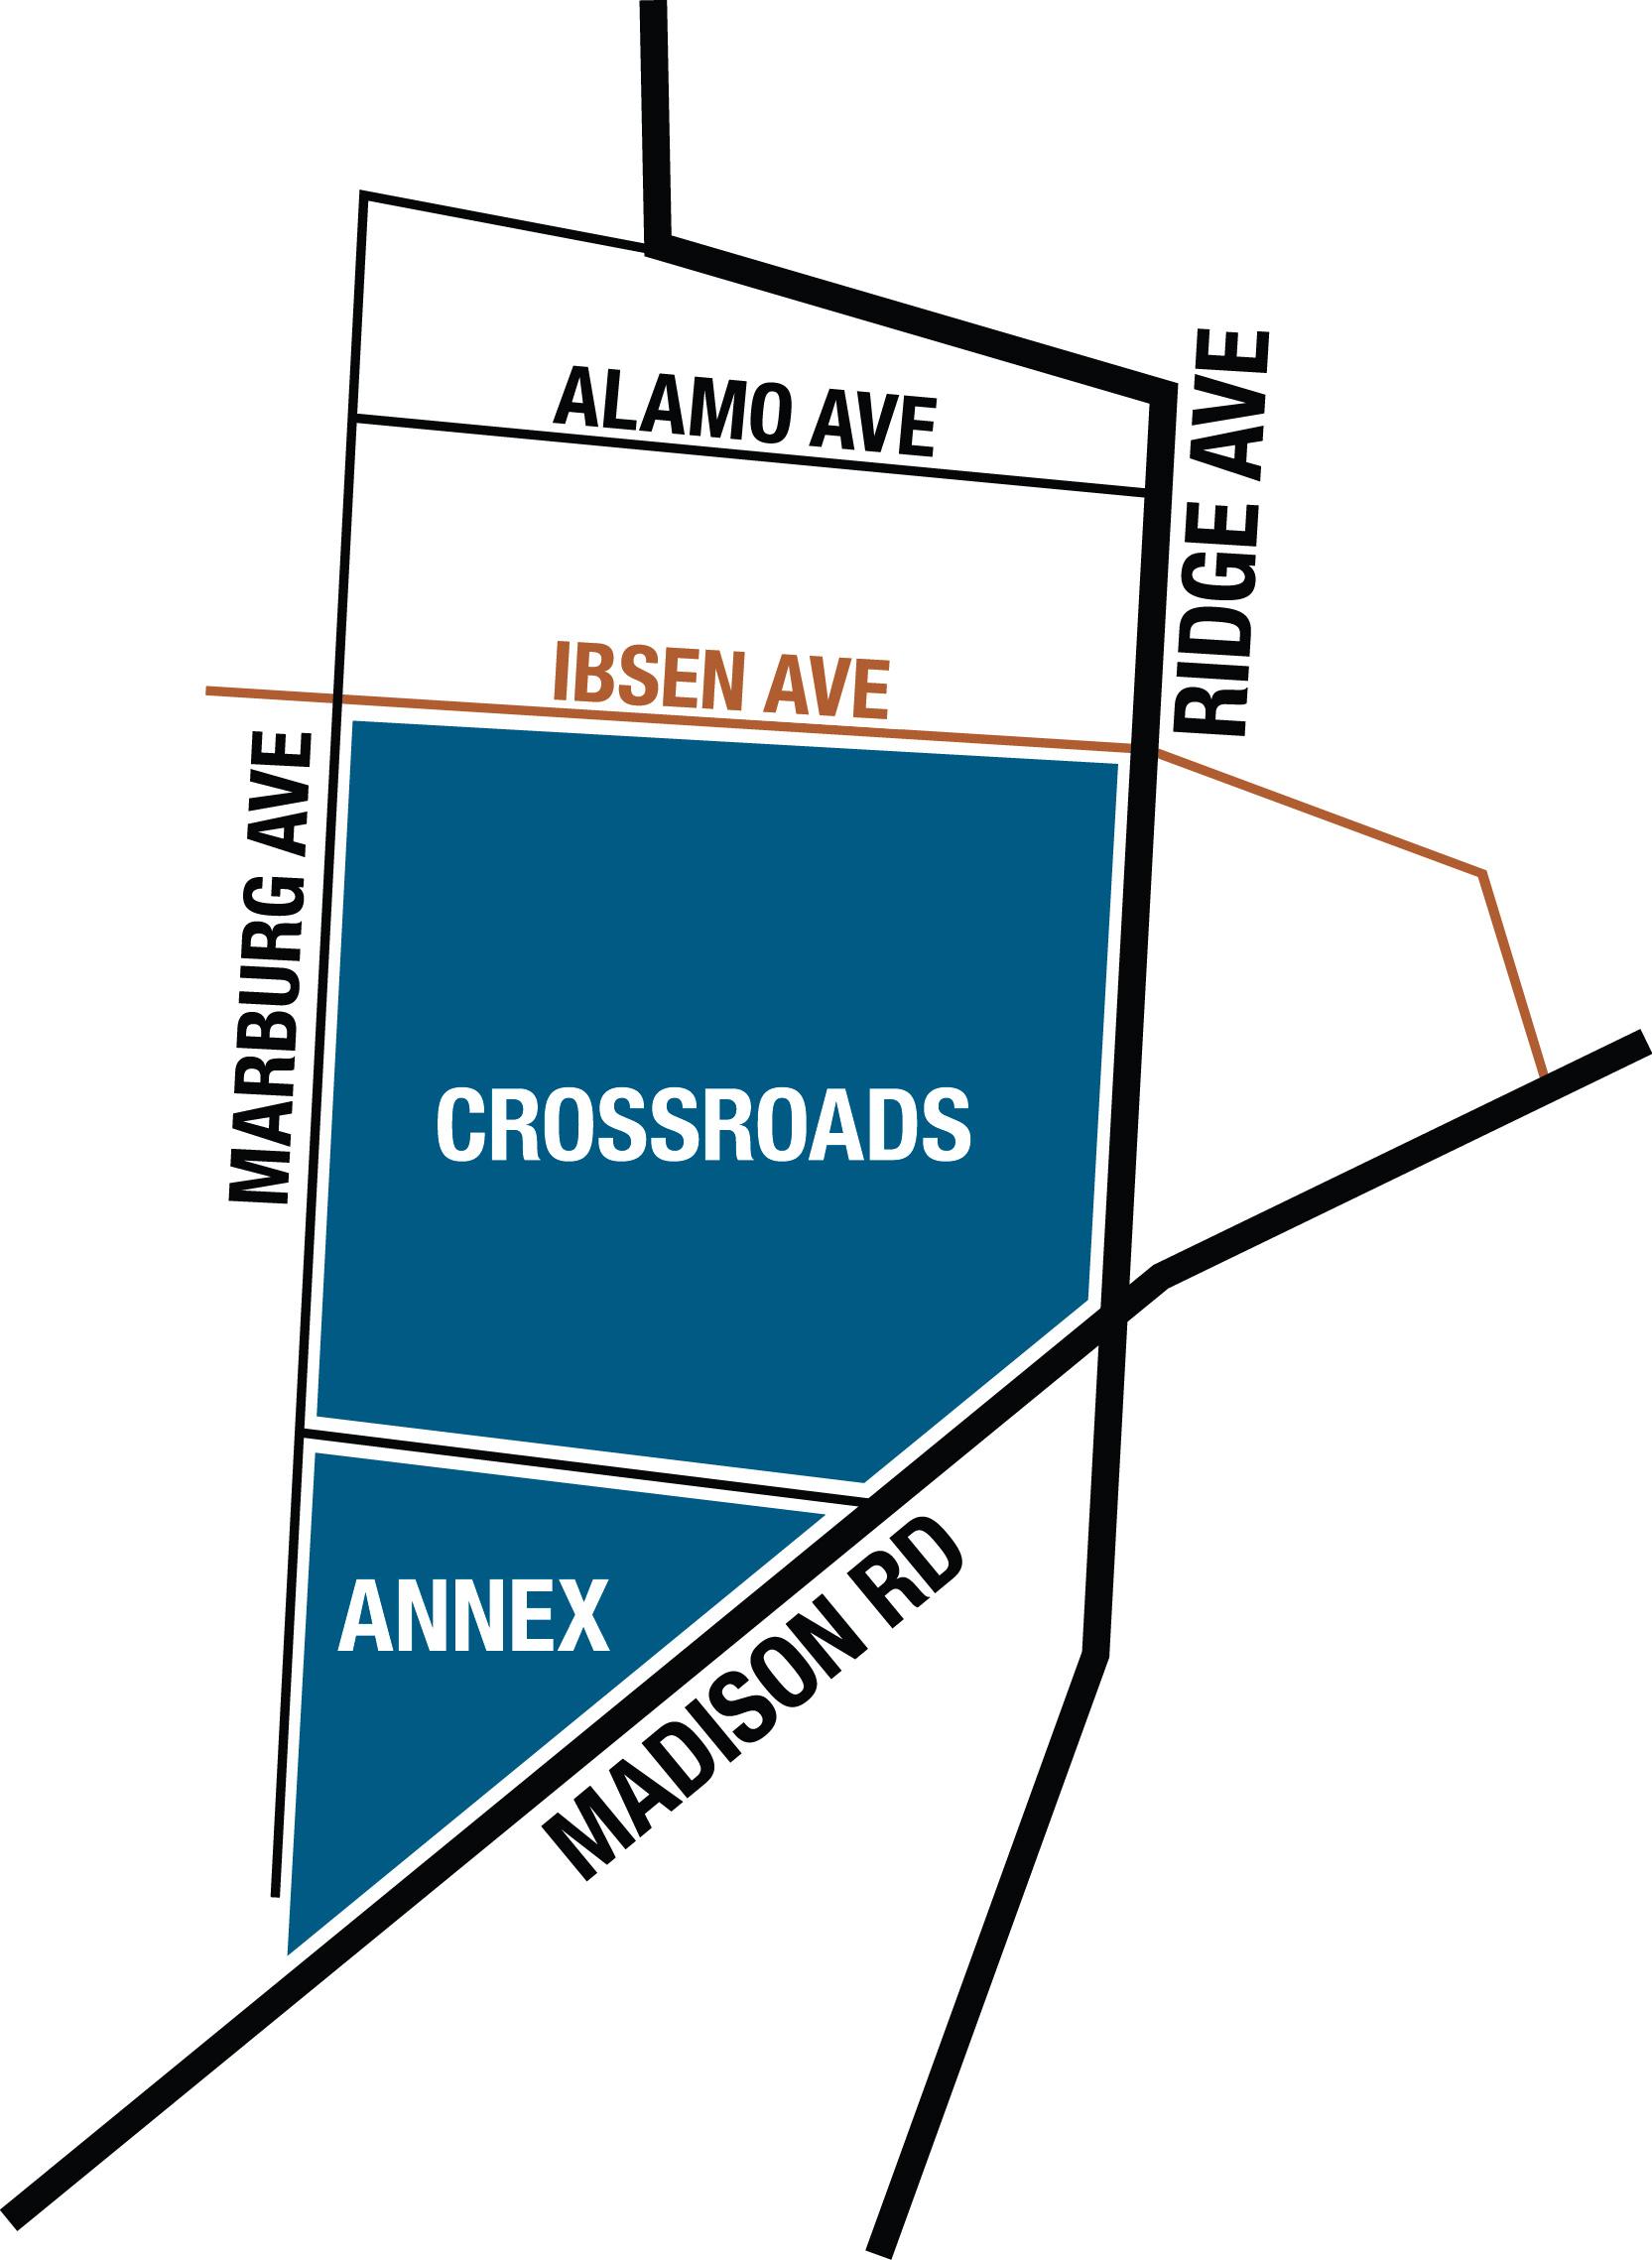 ALAMO AVE
RIDGE AVE
IBSEN AVE
MARBURG AVE
CROSSROADS
ANNEX
MADISON RD